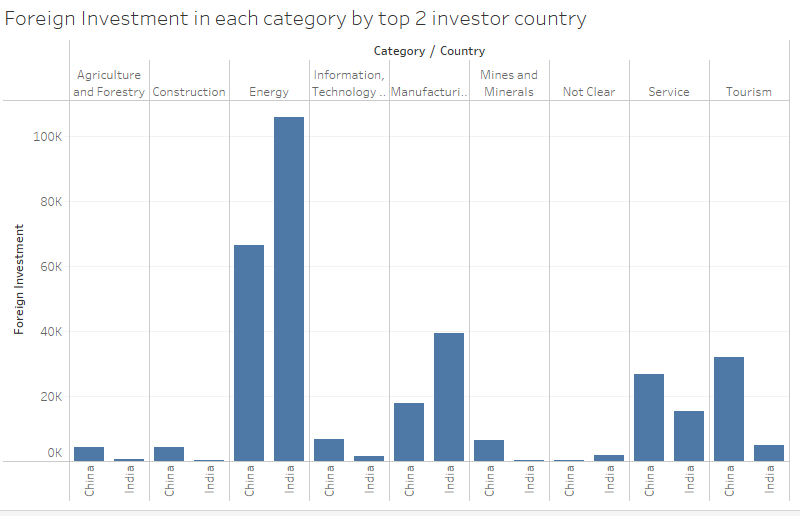 Foreign Investment in each category by top 2 investor country
Category / Country
Agriculture
and Forestry
Construction
Energy
Information,
Technology ..
Manufacturi..
Mines and
Minerals
Not Clear
Service
Tourism
Foreign Investment
100K
80K
60K
40K
20K
0K
China
India
China
India
China
India
China
India
China
India
China
India
China
India
China
India
China
India